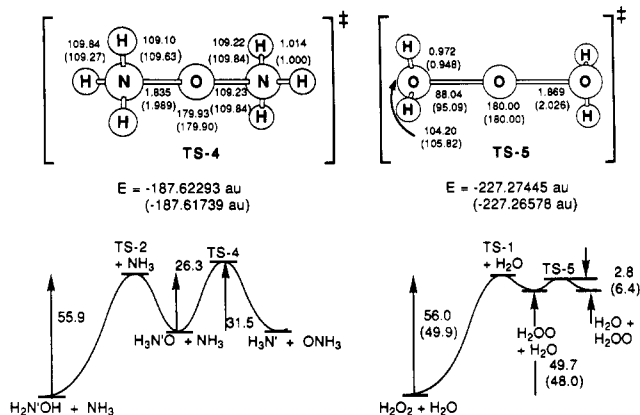 ‡
‡
H
H
109.84
(109.27)
109.10
(109.63)
109.22
(109.84)
1.014
(1.000)
H
N
O
N
H
1.835
(1.989)
109.23
(109.84)
179.93
(179.90)
H
H
TS-4
H
H
0.972
(0.948)
O
O
O
H
H
88.04
(95.09)
180.00
(180.00)
1.869
(2.026)
104.20
(105.82)
TS-5
E = -187.62293 au
(-187.61739 au)
E = -227.27445 au
(-227.26578 au)
TS-2
+ NH3
TS-4
26.3
55.9
31.5
H3N'O + NH3
H3N' + ONH3
H2N'OH + NH3
TS-1
+ H2O
TS-5
2.8
(6.4)
56.0
(49.9)
H2OO
+ H2O
H2O +
H2OO
49.7
(48.0)
H2O2 + H2O